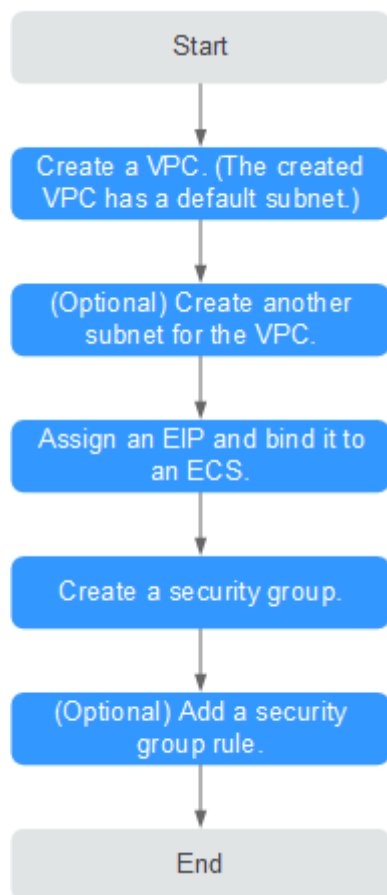 Start
Create a VPC. (The created
VPC has a default subnet.)
(Optional) Create another
subnet for the VPC.
Assign an EIP and bind it to
an ECS.
Create a security group.
(Optional) Add a security
group rule.
End